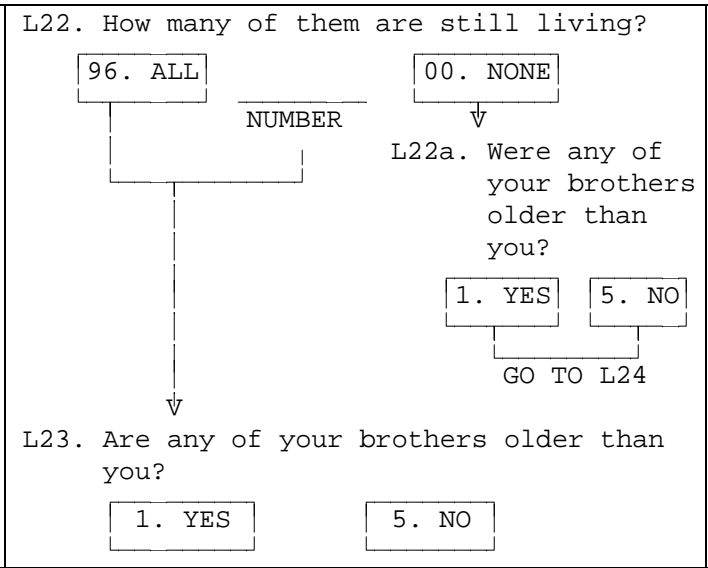 L22. How many of them are still living?
96. ALL 00. NONE
NUMBER
L22a. Were any of
your brothers
older than
you?
1. YES 5. NO
GO TO L24
L23. Are any of your brothers older than
you?
1. YES 5. NO